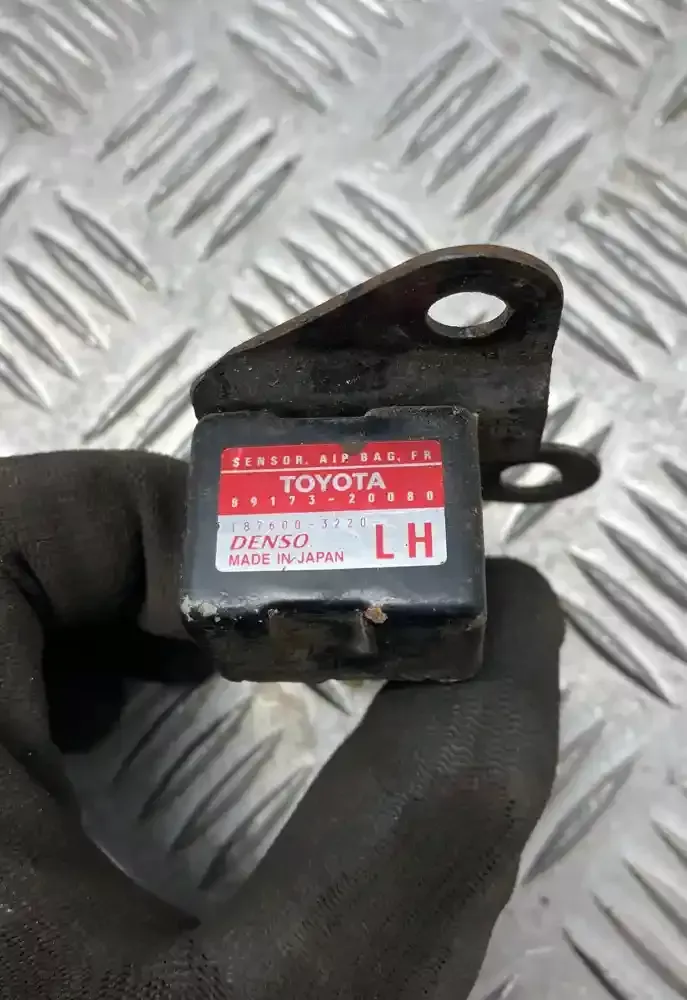 SENSOR, AIR BAG, FR
TOYOTA
89173-20080
187600-3220
DENSO LH
MADE IN JAPAN